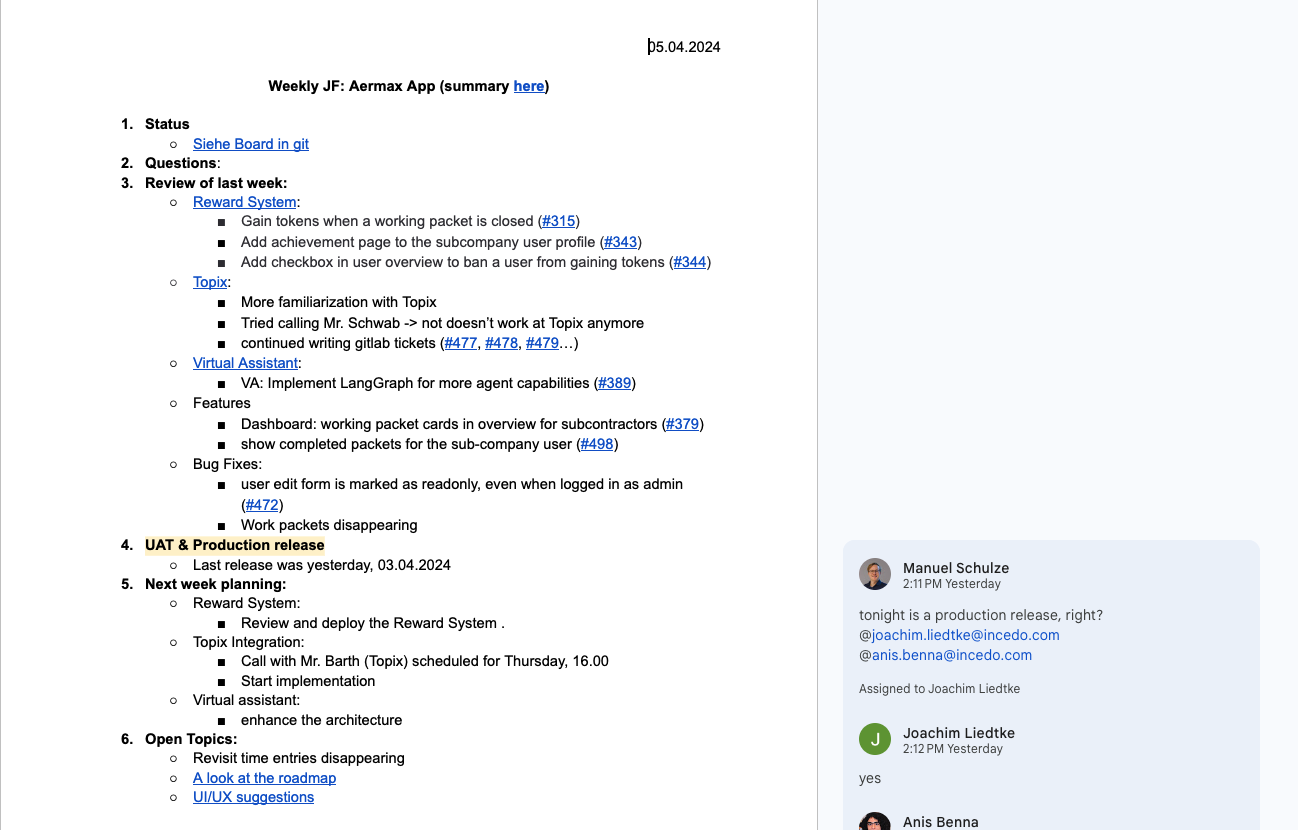 05.04.2024
Weekly JF: Aermax App (summary here)
1. Status
○ Siehe Board in git
2. Questions:
3. Review of last week:
○ Reward System:
■ Gain tokens when a working packet is closed (#315)
■ Add achievement page to the subcompany user profile (#343)
■ Add checkbox in user overview to ban a user from gaining tokens (#344)
○ Topix:
■ More familiarization with Topix
■ Tried calling Mr. Schwab -> not doesn’t work at Topix anymore
■ continued writing gitlab tickets (#477, #478, #479…)
○ Virtual Assistant:
■ VA: Implement LangGraph for more agent capabilities (#389)
○ Features
■ Dashboard: working packet cards in overview for subcontractors (#379)
■ show completed packets for the sub-company user (#498)
○ Bug Fixes:
■ user edit form is marked as readonly, even when logged in as admin
(#472)
■ Work packets disappearing
4. UAT & Production release
○ Last release was yesterday, 03.04.2024
5. Next week planning:
○ Reward System:
■ Review and deploy the Reward System .
○ Topix Integration:
■ Call with Mr. Barth (Topix) scheduled for Thursday, 16.00
■ Start implementation
○ Virtual assistant:
■ enhance the architecture
6. Open Topics:
○ Revisit time entries disappearing
○ A look at the roadmap
○ UI/UX suggestions
Manuel Schulze
2:11 PM Yesterday
tonight is a production release, right?
@joachim.liedtke@incedo.com
@anis.benna@incedo.com
Assigned to Joachim Liedtke
J
Joachim Liedtke
2:12 PM Yesterday
yes
Anis Benna